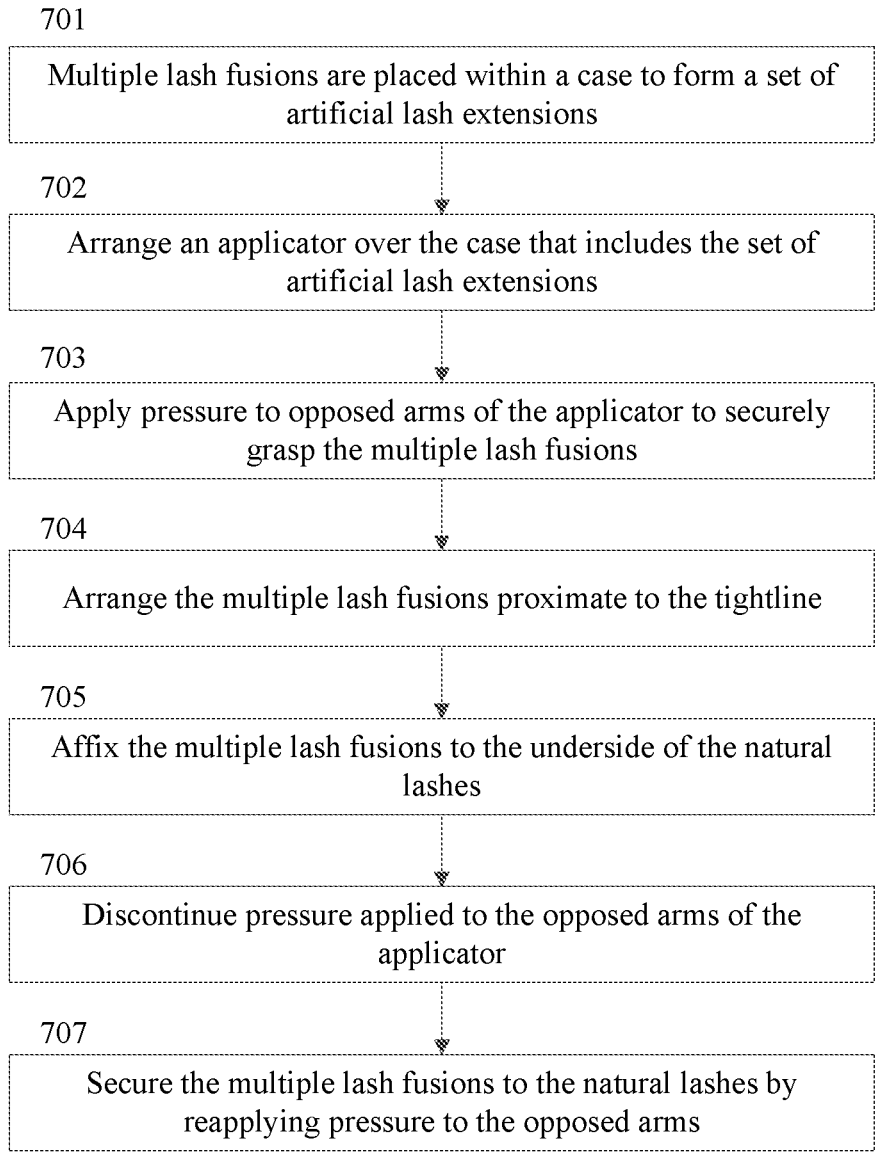 701
Multiple lash fusions are placed within a case to form a set of
artificial lash extensions
702
Arrange an applicator over the case that includes the set of
artificial lash extensions
703
Apply pressure to opposed arms of the applicator to securely
grasp the multiple lash fusions
704
Arrange the multiple lash fusions proximate to the tightline
705
Affix the multiple lash fusions to the underside of the natural
lashes
706
Discontinue pressure applied to the opposed arms of the
applicator
707
Secure the multiple lash fusions to the natural lashes by
reapplying pressure to the opposed arms